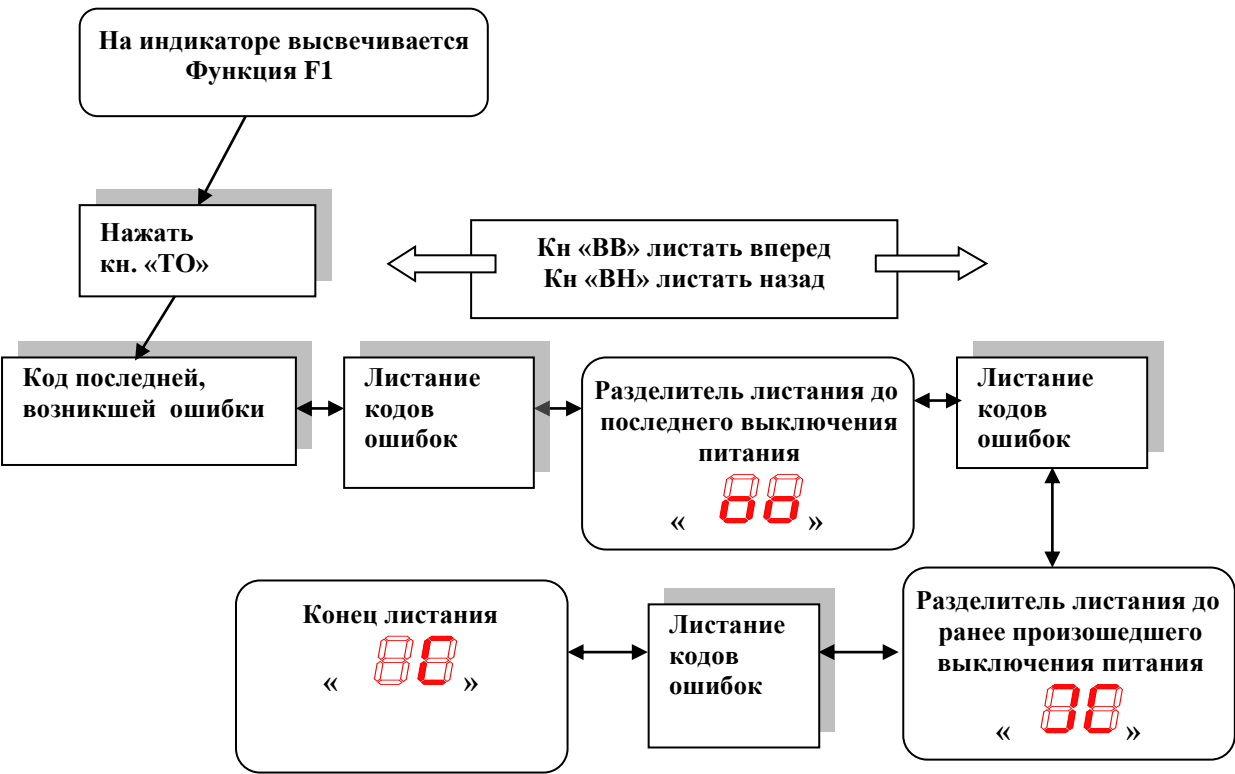 На индикаторе высвечивается
Функция F1
Нажать
кн. «ТО»
Кн «ВВ» листать вперед
Кн «ВН» листать назад
Код последней,
возникшей ошибки
Листание
кодов
ошибок
Разделитель листания до
последнего выключения
питания
« oo »
Листание
кодов
ошибок
Разделитель листания до
ранее произошедшего
выключения питания
« ЈC »
Листание
кодов
ошибок
Конец листания
« C »